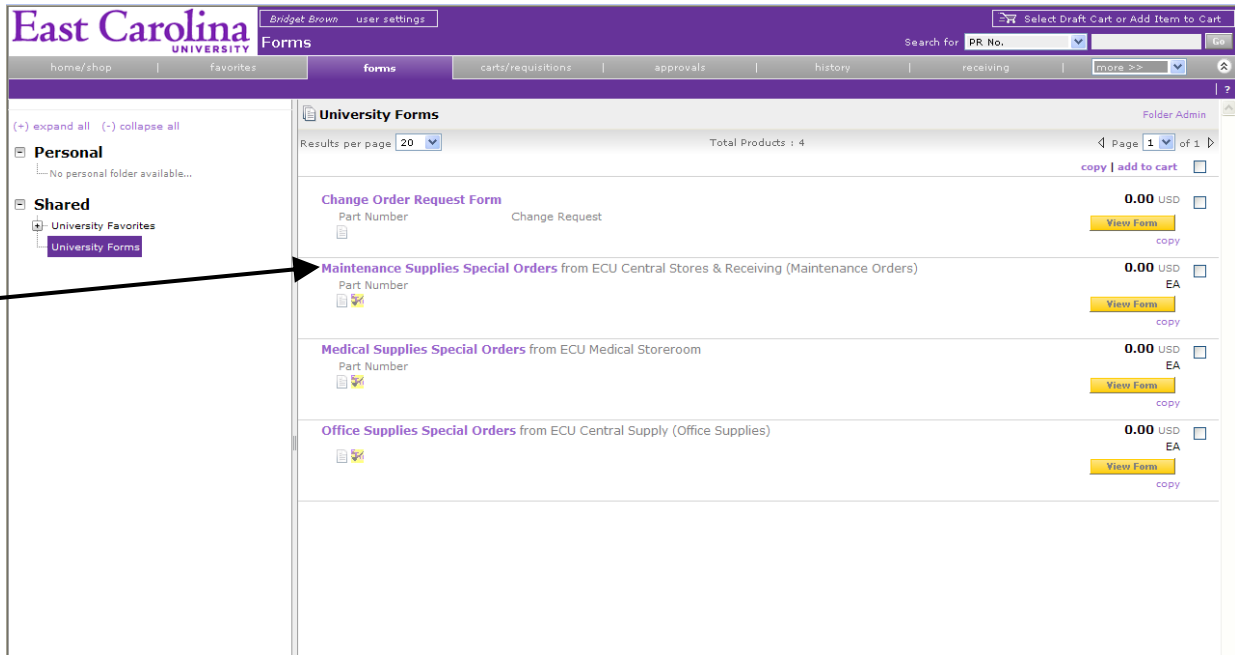 East Carolina
UNIVERSITY
Bridget Brown user settings
Select Draft Cart or Add Item to Cart
Forms
Search for PR No. Go
home/shop | favorites forms carts/requisitions | approvals | history | receiving | more >>
| ?
(+) expand all (-) collapse all
Personal
No personal folder available...
Shared
University Favorites
University Forms
University Forms
Folder Admin
Results per page 20
Total Products : 4
Page 1 of 1
copy | add to cart
Change Order Request Form
0.00 USD
Part Number Change Request
View Form
copy
Maintenance Supplies Special Orders from ECU Central Stores & Receiving (Maintenance Orders)
0.00 USD
Part Number
EA
View Form
copy
Medical Supplies Special Orders from ECU Medical Storeroom
0.00 USD
Part Number
EA
View Form
copy
Office Supplies Special Orders from ECU Central Supply (Office Supplies)
0.00 USD
EA
View Form
copy